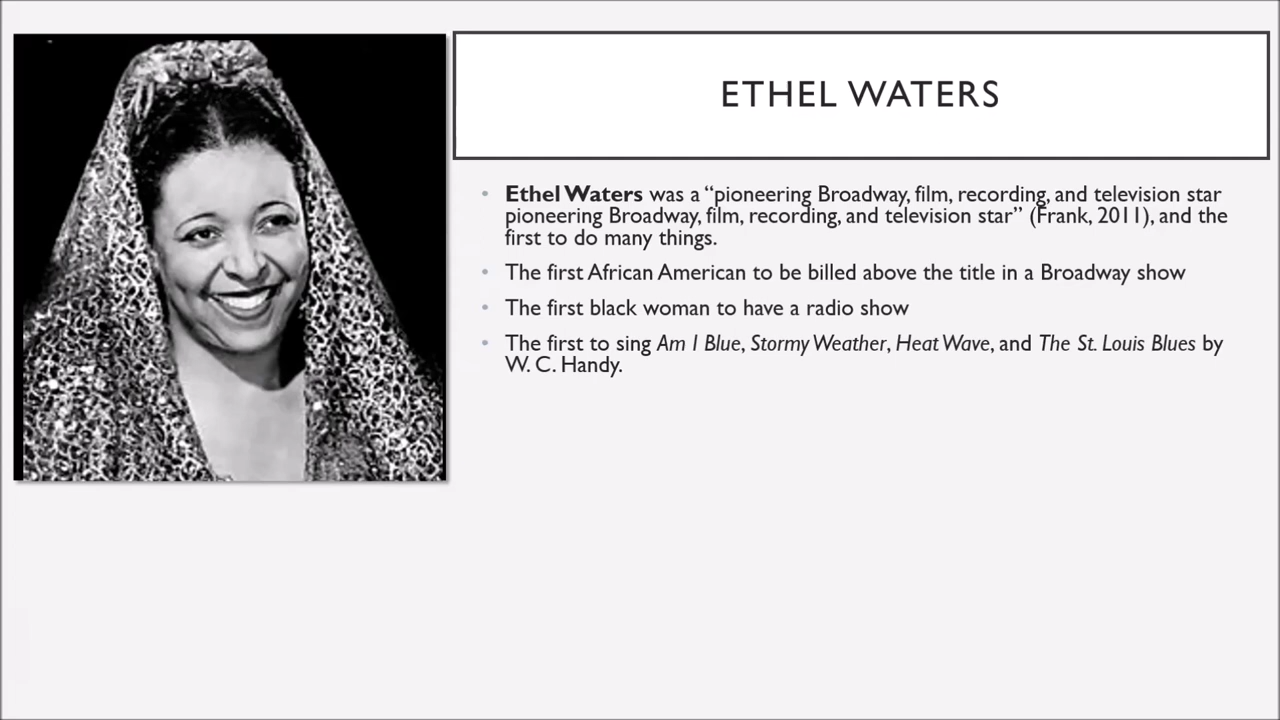 ETHEL WATERS
• Ethel Waters was a “pioneering Broadway, film, recording, and television star
pioneering Broadway, film, recording, and television star” (Frank, 2011), and the
first to do many things.
• The first African American to be billed above the title in a Broadway show
• The first black woman to have a radio show
• The first to sing Am I Blue, Stormy Weather, Heat Wave, and The St. Louis Blues by
W. C. Handy.